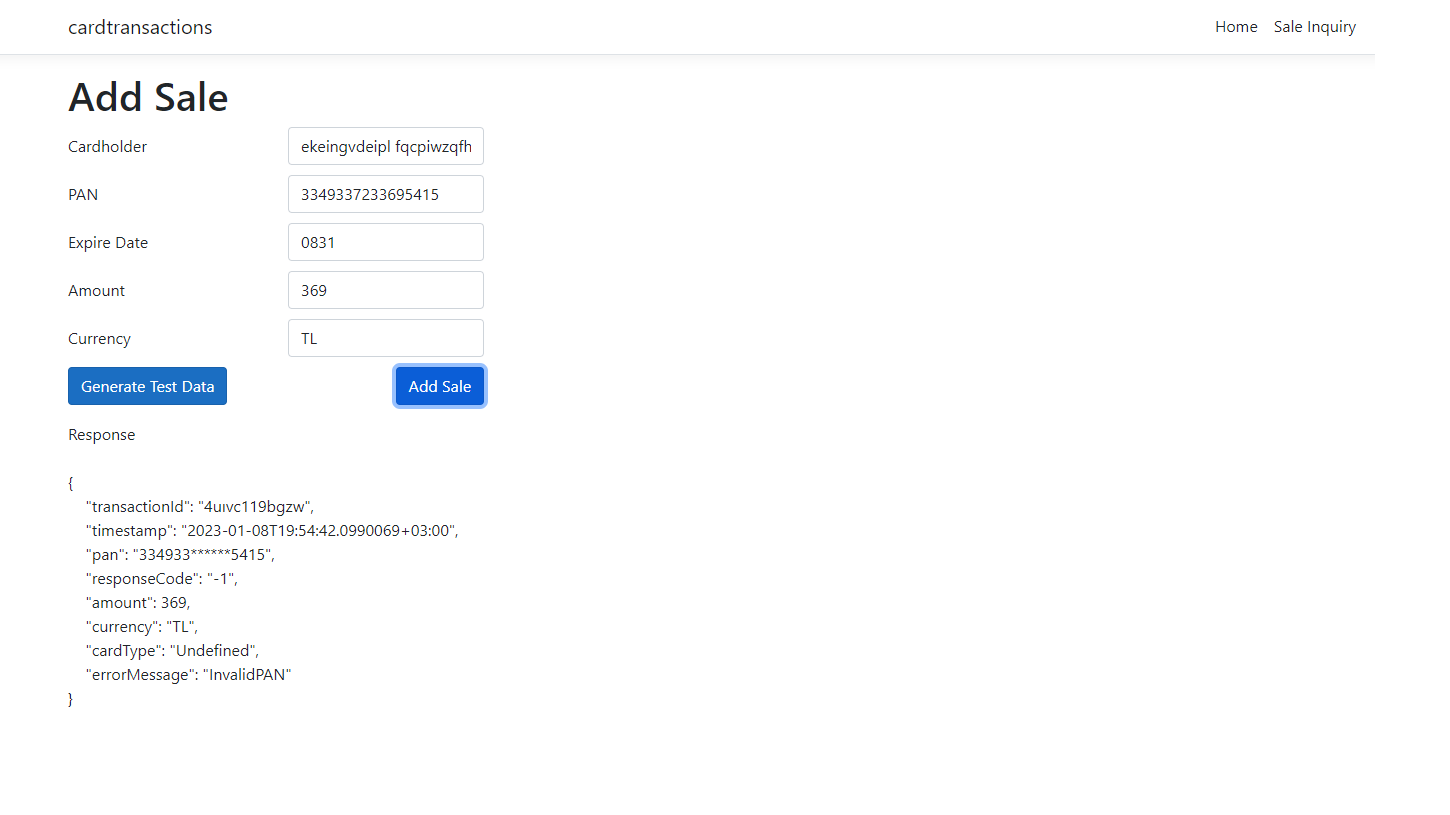 cardtransactions
Home Sale Inquiry
Add Sale
Cardholder ekeingvdeipl fqcpiwzqfh
PAN 3349337233695415
Expire Date 0831
Amount 369
Currency TL
Generate Test Data Add Sale
Response
{
"transactionId": "4uıvc119bgzw",
"timestamp": "2023-01-08T19:54:42.0990069+03:00",
"pan": "334933******5415",
"responseCode": "-1",
"amount": 369,
"currency": "TL",
"cardType": "Undefined",
"errorMessage": "InvalidPAN"
}